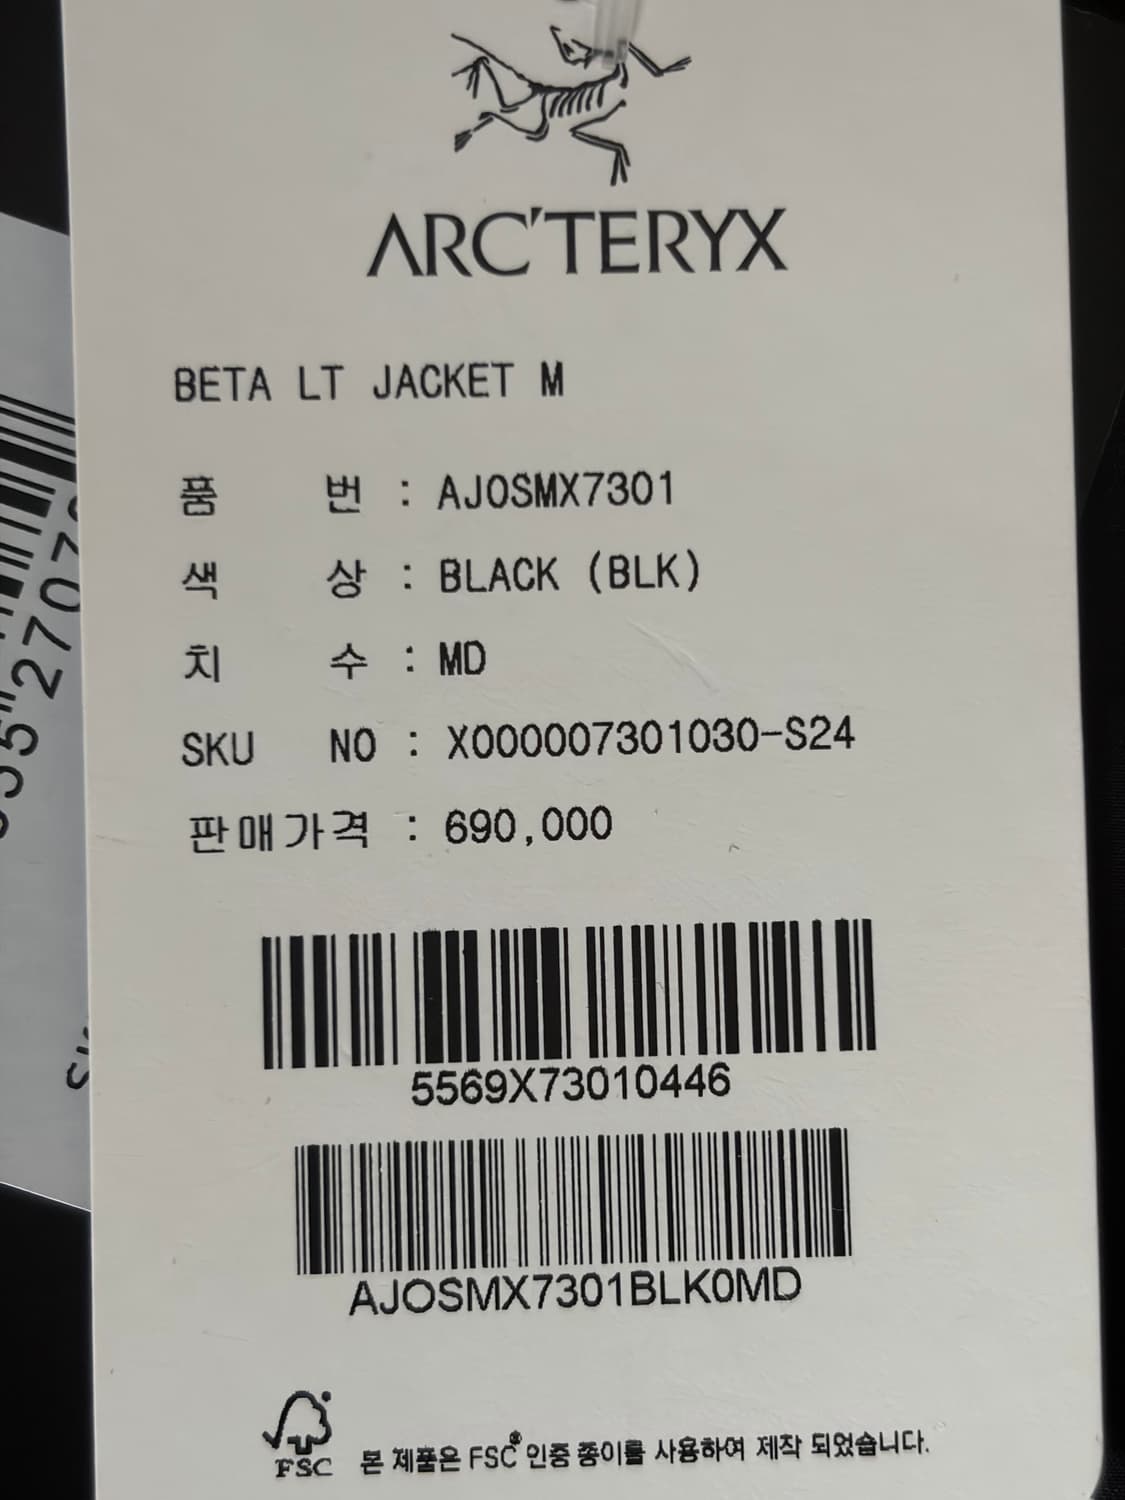 ARC'TERYX
BETA LT JACKET M
품 번 : AJOSMX7301
색 상 : BLACK (BLK)
치 수 : MD
SKU NO : X000007301030-S24
판매가격 : 690,000
5569X73010446
AJOSMX7301BLK0MD
FSC 본 제품은 FSC® 인증 종이를 사용하여 제작 되었습니다.